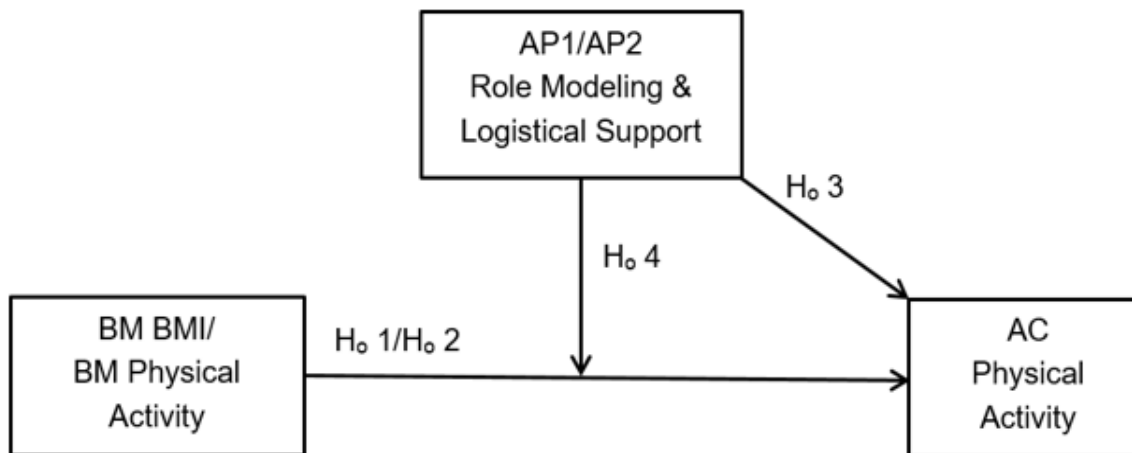 AP1/AP2
Role Modeling &
Logistical Support
Hₒ 3
Hₒ 4
BM BMI/
BM Physical
Activity
Hₒ 1/Hₒ 2
AC
Physical
Activity